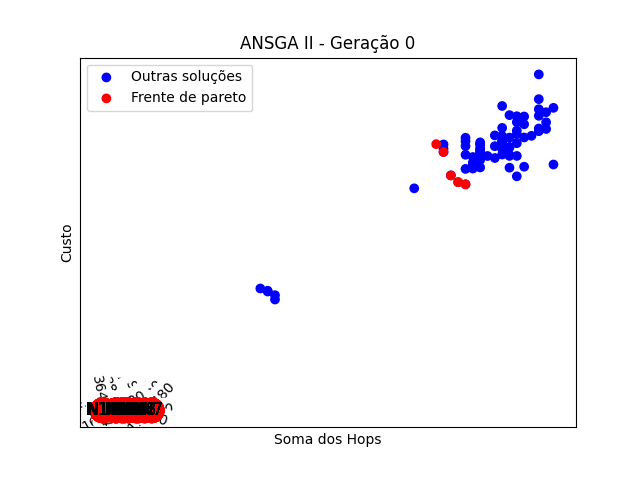 ANSGA II - Geração 0
Outras soluções
Frente de pareto
Custo
Soma dos Hops